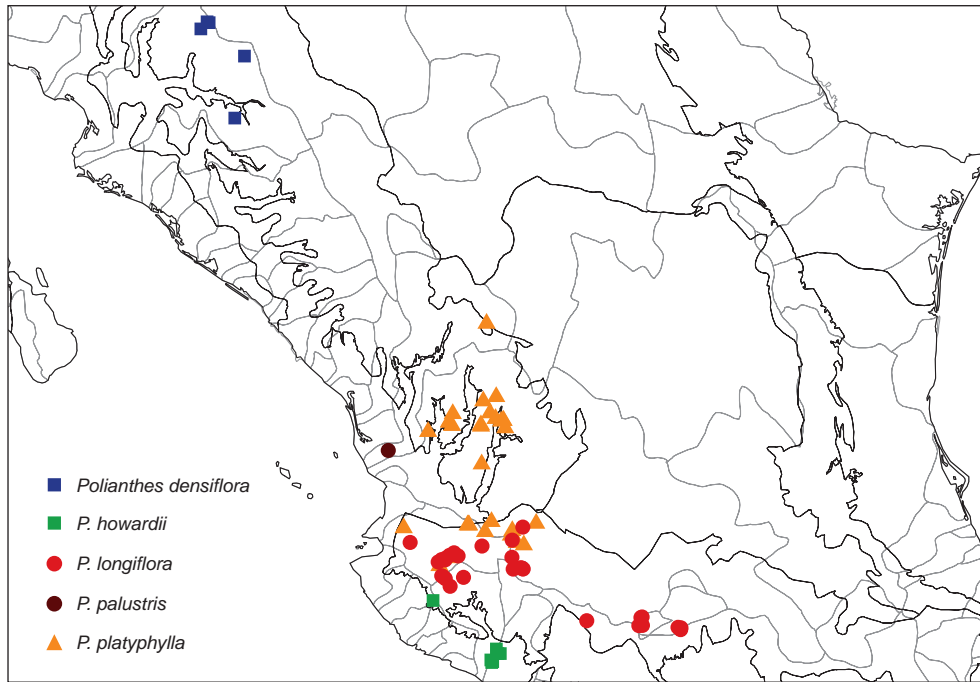 Polianthes densiflora
P. howardii
P. longiflora
P. palustris
P. platyphylla